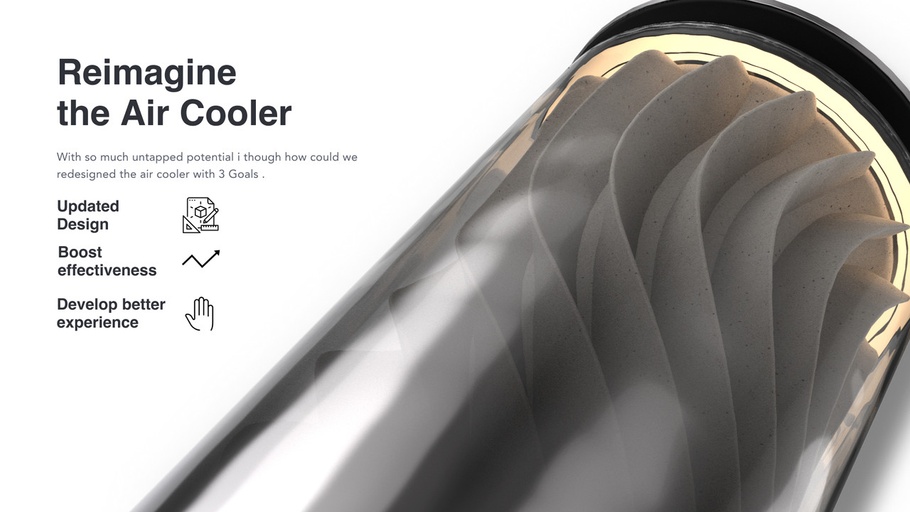 Reimagine
the Air Cooler
With so much untapped potential i though how could we
redesigned the air cooler with 3 Goals .
Updated
Design
Boost
effectiveness
Develop better
experience